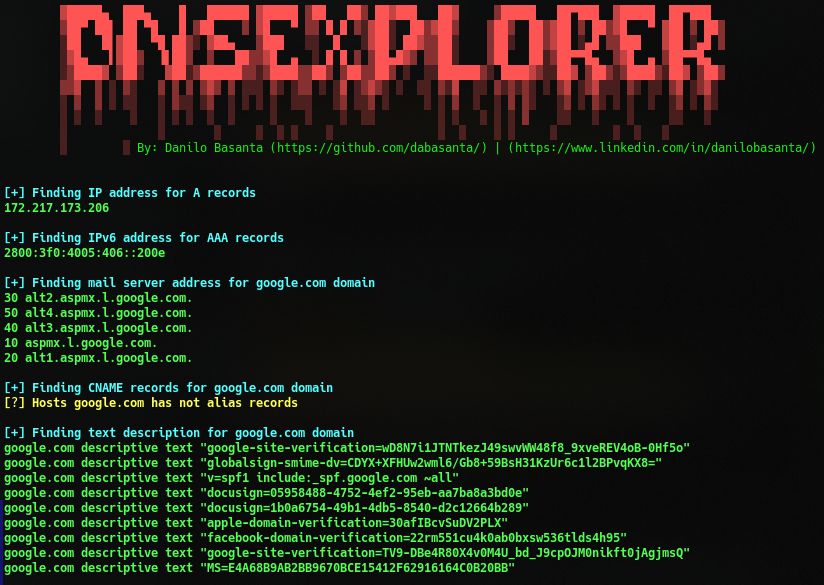 DNSEXPLORER
By: Danilo Basanta (https://github.com/dabasanta/) | (https://www.linkedin.com/in/danilobasanta/)
[+] Finding IP address for A records
172.217.173.206
[+] Finding IPv6 address for AAA records
2800:3f0:4005:406::200e
[+] Finding mail server address for google.com domain
30 alt2.aspmx.l.google.com.
50 alt4.aspmx.l.google.com.
40 alt3.aspmx.l.google.com.
10 aspmx.l.google.com.
20 alt1.aspmx.l.google.com.
[+] Finding CNAME records for google.com domain
[?] Hosts google.com has not alias records
[+] Finding text description for google.com domain
google.com descriptive text "google-site-verification=wD8N7i1JTNTkezJ49swvWW48f8_9xveREV4oB-0Hf5o"
google.com descriptive text "globalsign-smime-dv=CDYX+XFHUw2wml6/Gb8+59BsH31KzUr6c1l2BPvqKX8="
google.com descriptive text "v=spf1 include:_spf.google.com ~all"
google.com descriptive text "docusign=05958488-4752-4ef2-95eb-aa7ba8a3bd0e"
google.com descriptive text "docusign=1b0a6754-49b1-4db5-8540-d2c12664b289"
google.com descriptive text "apple-domain-verification=30afIBcvSuDV2PLX"
google.com descriptive text "facebook-domain-verification=22rm551cu4k0ab0bxsw536tlds4h95"
google.com descriptive text "google-site-verification=TV9-DBe4R80X4v0M4U_bd_J9cpOJM0nikft0jAgjmsQ"
google.com descriptive text "MS=E4A68B9AB2BB9670BCE15412F62916164C0B20BB"